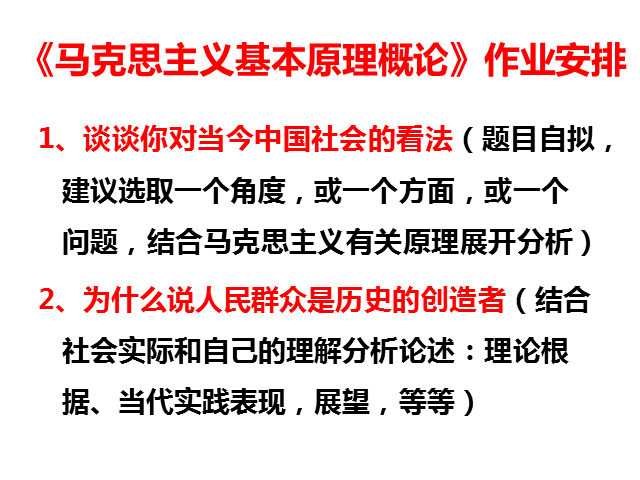 《马克思主义基本原理概论》作业安排
1、谈谈你对当今中国社会的看法（题目自拟，
建议选取一个角度，或一个方面，或一个
问题，结合马克思主义有关原理展开分析）
2、为什么说人民群众是历史的创造者（结合
社会实际和自己的理解分析论述：理论根
据、当代实践表现，展望，等等）